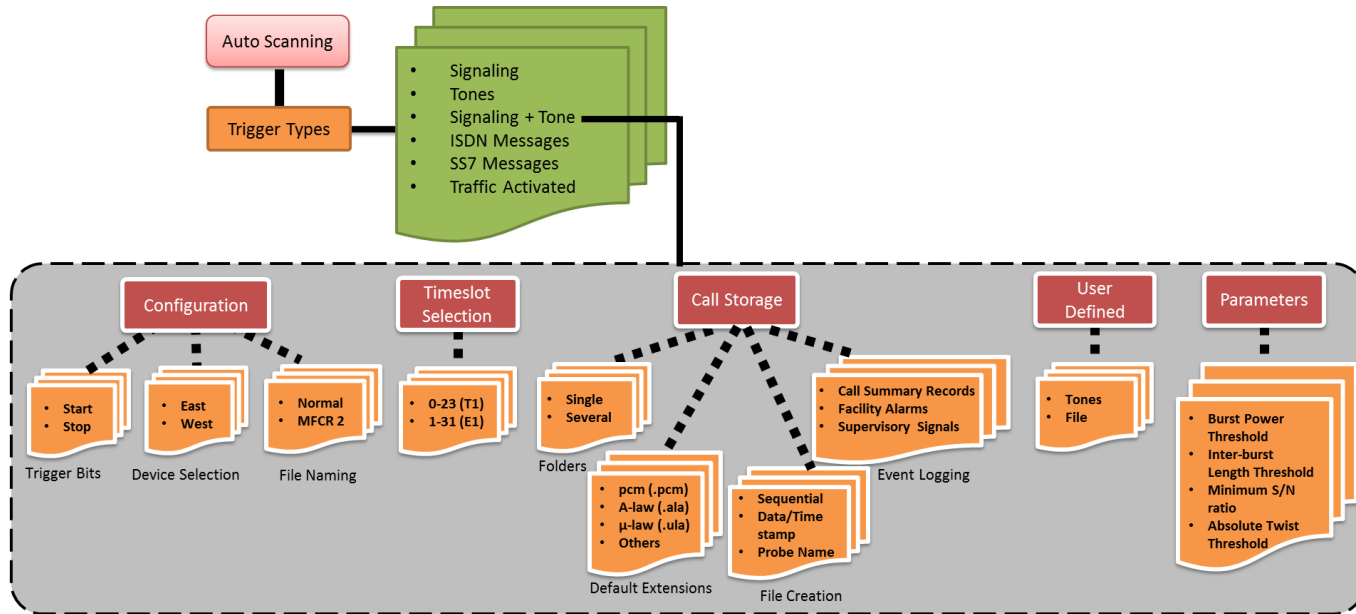 Auto Scanning
Trigger Types
• Signaling
• Tones
• Signaling + Tone
• ISDN Messages
• SS7 Messages
• Traffic Activated
Configuration
• Start
• Stop
Trigger Bits
• East
• West
Device Selection
• Normal
• MFCR 2
File Naming
Timeslot
Selection
• 0-23 (T1)
• 1-31 (E1)
Call Storage
• Single
• Several
Folders
• pcm (.pcm)
• A-law (.ala)
• µ-law (.ula)
• Others
Default Extensions
• Sequential
• Data/Time
stamp
• Probe Name
File Creation
• Call Summary Records
• Facility Alarms
• Supervisory Signals
Event Logging
User
Defined
• Tones
• File
Parameters
• Burst Power
Threshold
• Inter-burst
Length Threshold
• Minimum S/N
ratio
• Absolute Twist
Threshold